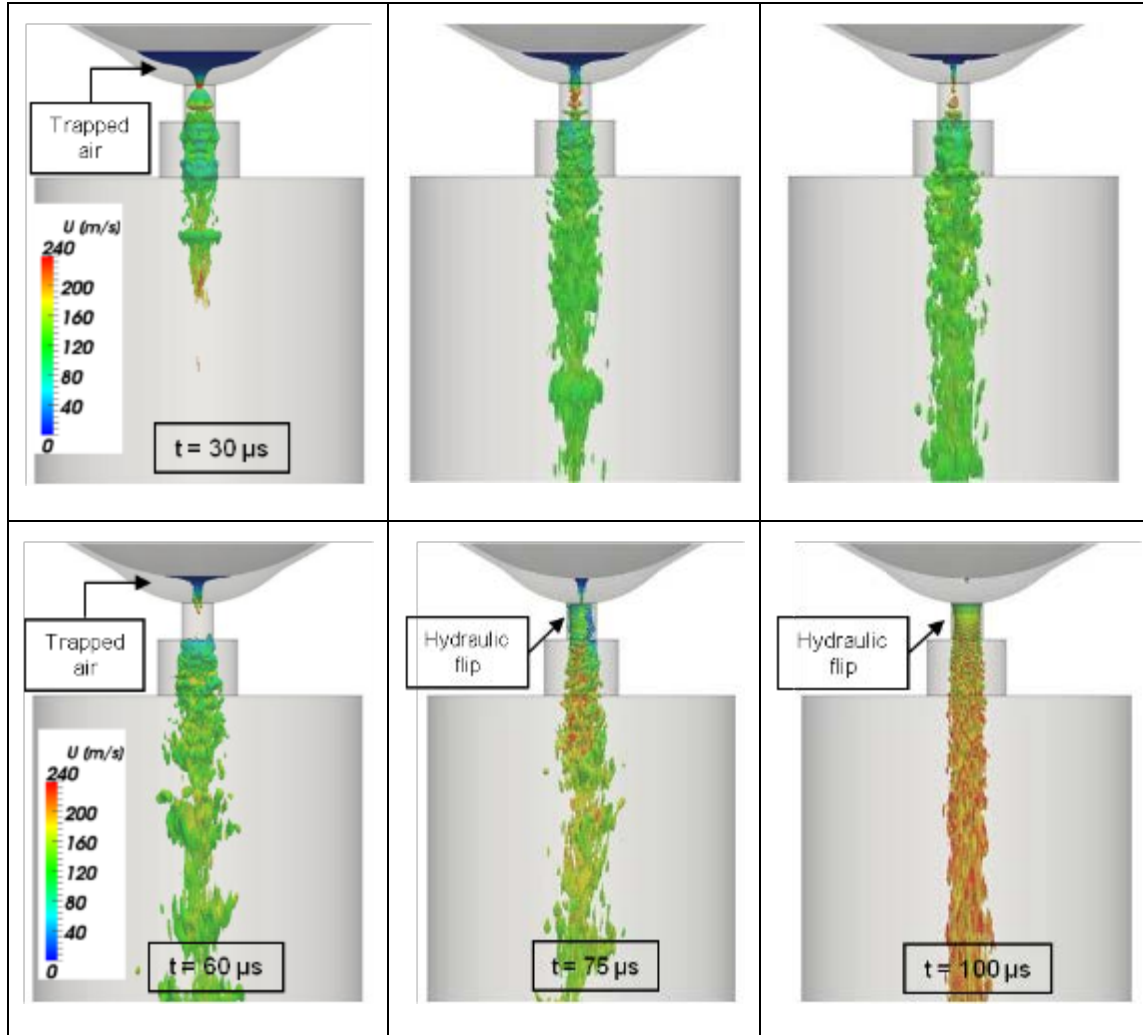 Trapped
air
U (m/s)
240
200
160
120
80
40
0
t = 30 µs
Trapped
air
U (m/s)
240
200
160
120
80
40
0
t = 60 µs
Hydraulic
flip
t = 75 µs
Hydraulic
flip
t = 100 µs